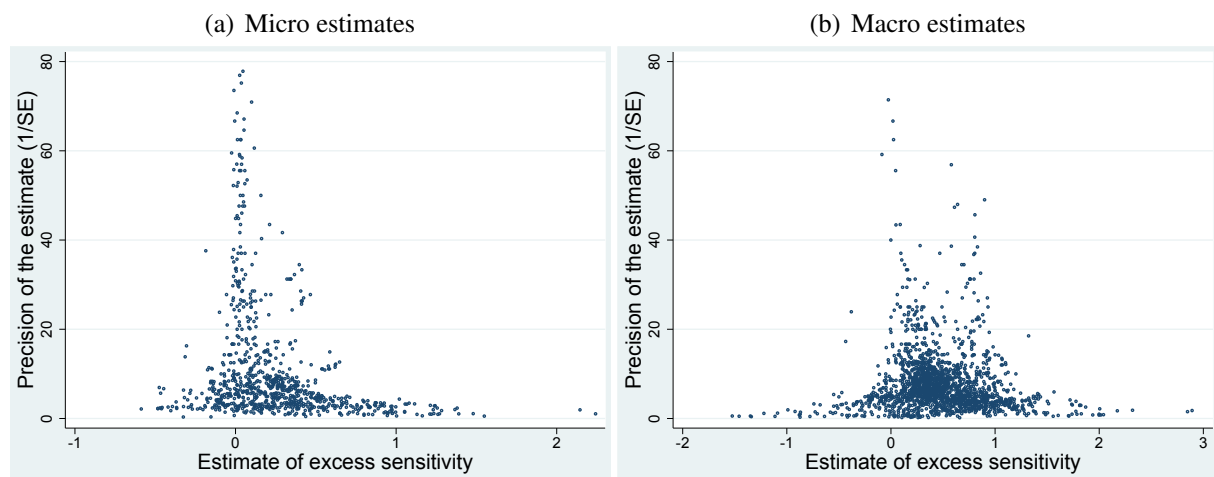 (a) Micro estimates
Precision of the estimate (1/SE)
80
60
40
20
0
-1 0 1 2
Estimate of excess sensitivity
(b) Macro estimates
Precision of the estimate (1/SE)
80
60
40
20
0
-2 -1 0 1 2 3
Estimate of excess sensitivity